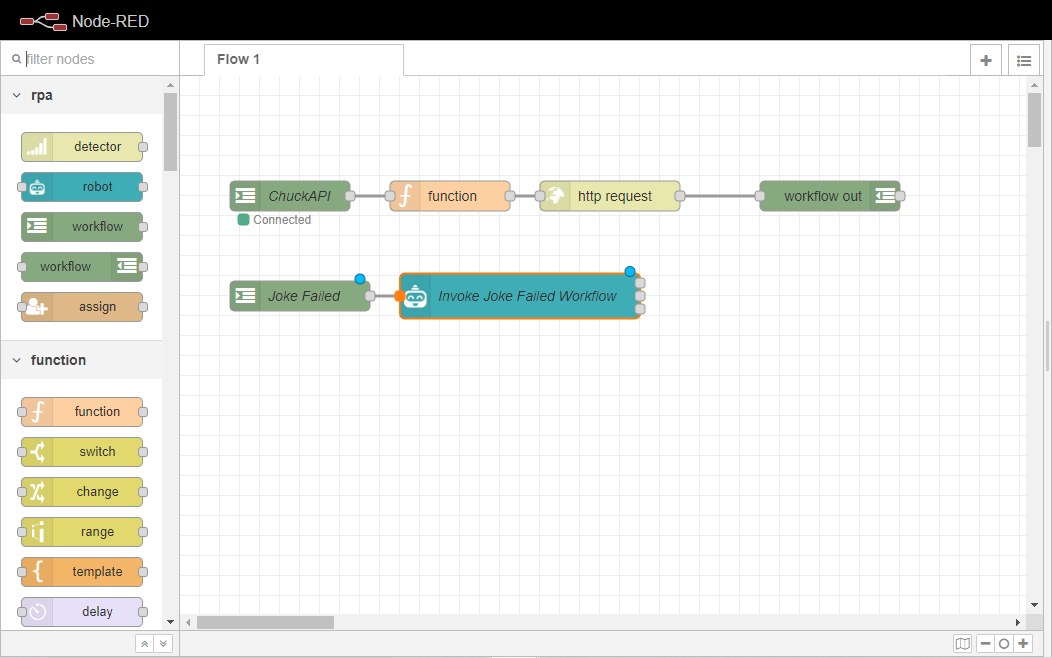 Node-RED
filter nodes
Flow 1
rpa
detector
robot
workflow
workflow
assign
function
function
switch
change
range
template
delay
ChuckAPI
function
http request
workflow out
Connected
Joke Failed
Invoke Joke Failed Workflow